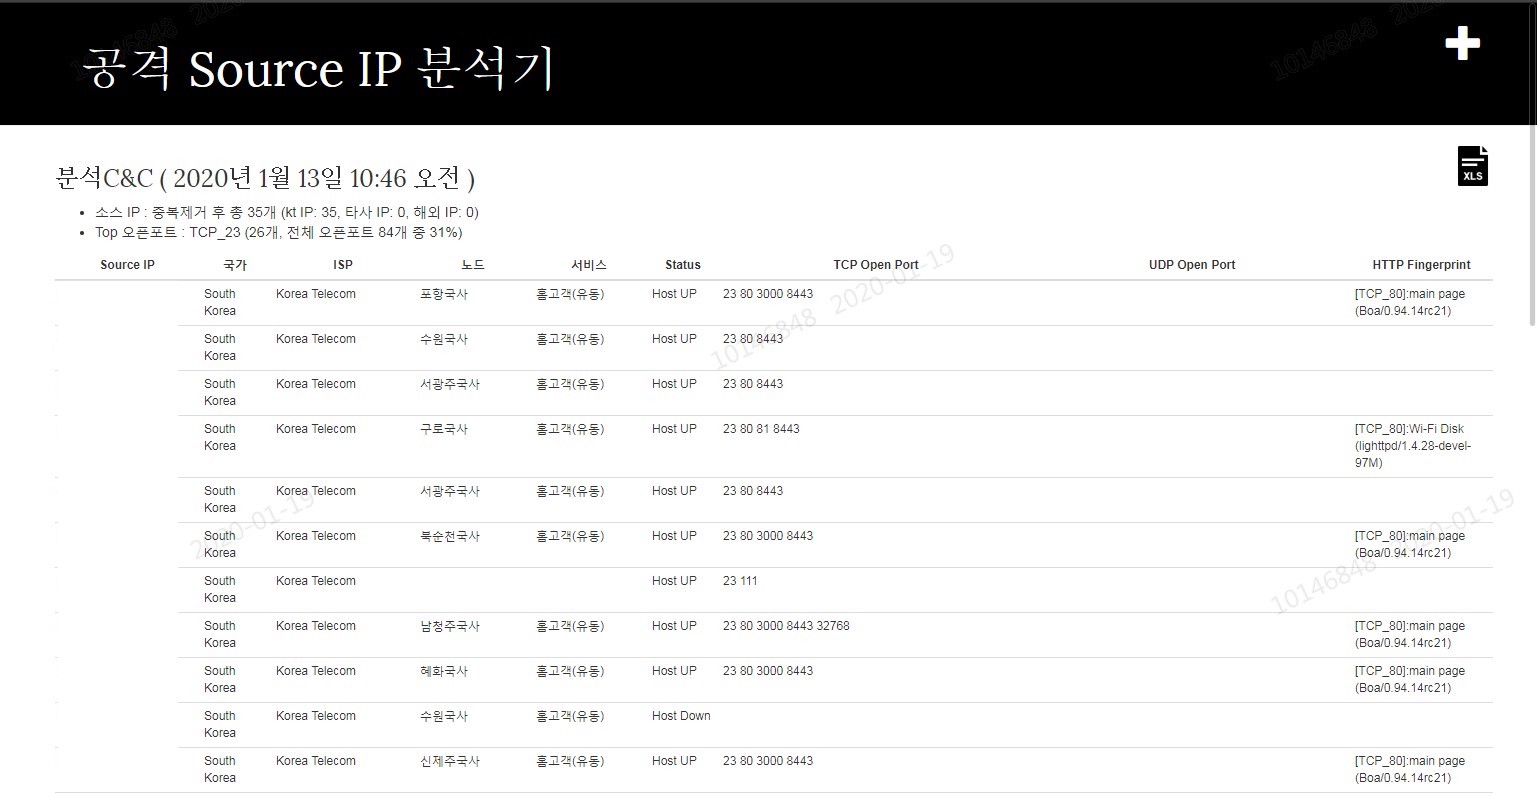 공격 Source IP 분석기
XLS
분석C&C ( 2020년 1월 13일 10:46 오전 )
• 소스 IP : 중복제거 후 총 35개 (kt IP: 35, 타사 IP: 0, 해외 IP: 0)
• Top 오픈포트 : TCP_23 (26개, 전체 오픈포트 84개 중 31%)
Source IP 국가 ISP 노드 서비스 Status TCP Open Port UDP Open Port HTTP Fingerprint
South Korea Telecom 포항국사 홈고객(유동) Host UP 23 80 3000 8443 [TCP_80]:main page
Korea (Boa/0.94.14rc21)
South Korea Telecom 수원국사 홈고객(유동) Host UP 23 80 8443
Korea
South Korea Telecom 서광주국사 홈고객(유동) Host UP 23 80 8443
Korea
South Korea Telecom 구로국사 홈고객(유동) Host UP 23 80 81 8443 [TCP_80]:Wi-Fi Disk
Korea (lighttpd/1.4.28-devel-
97M)
South Korea Telecom 서광주국사 홈고객(유동) Host UP 23 80 8443
Korea
South Korea Telecom 북순천국사 홈고객(유동) Host UP 23 80 3000 8443 [TCP_80]:main page
Korea (Boa/0.94.14rc21)
South Korea Telecom Host UP 23 111
Korea
South Korea Telecom 남청주국사 홈고객(유동) Host UP 23 80 3000 8443 32768 [TCP_80]:main page
Korea (Boa/0.94.14rc21)
South Korea Telecom 혜화국사 홈고객(유동) Host UP 23 80 3000 8443 [TCP_80]:main page
Korea (Boa/0.94.14rc21)
South Korea Telecom 수원국사 홈고객(유동) Host Down
Korea
South Korea Telecom 신제주국사 홈고객(유동) Host UP 23 80 3000 8443 [TCP_80]:main page
Korea (Boa/0.94.14rc21)
10146848 2020-01-19
2020-01-19
10146848 2020-01-19
10146848